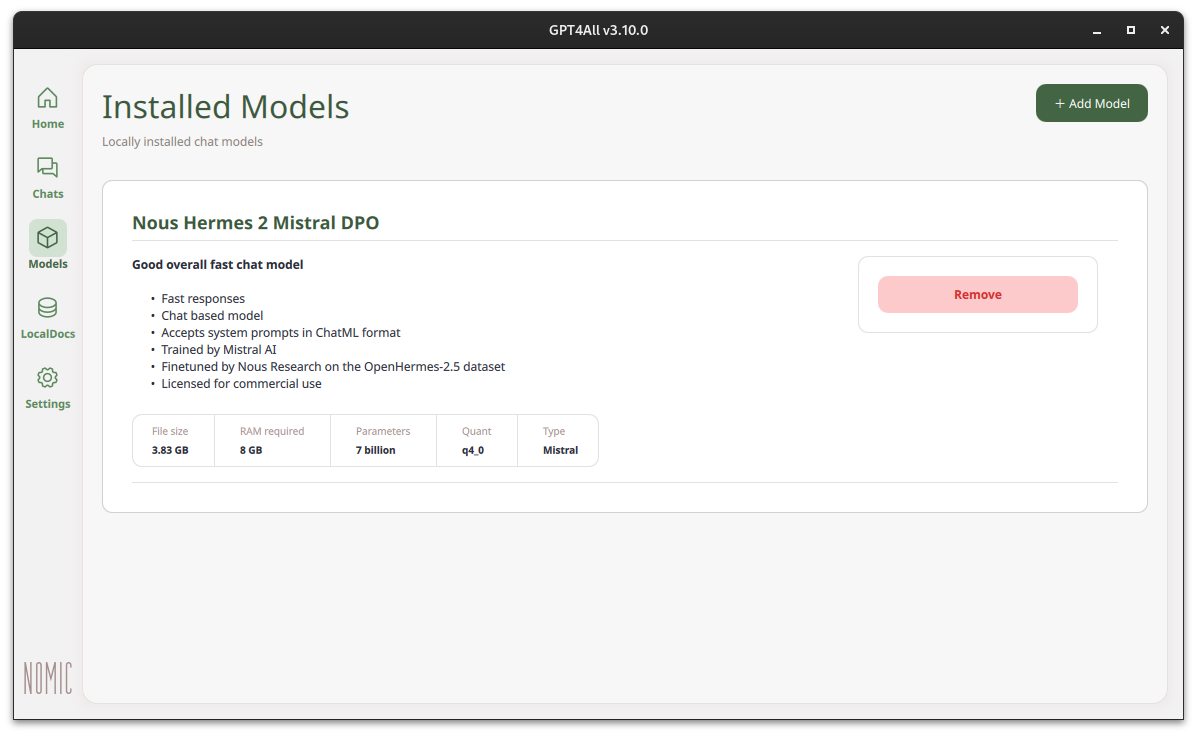 GPT4All v3.10.0
Home
Chats
Models
LocalDocs
Settings
NOMIC
Installed Models
+ Add Model
Locally installed chat models
Nous Hermes 2 Mistral DPO
Good overall fast chat model
Remove
• Fast responses
• Chat based model
• Accepts system prompts in ChatML format
• Trained by Mistral AI
• Finetuned by Nous Research on the OpenHermes-2.5 dataset
• Licensed for commercial use
File size RAM required Parameters Quant Type
3.83 GB 8 GB 7 billion q4_0 Mistral